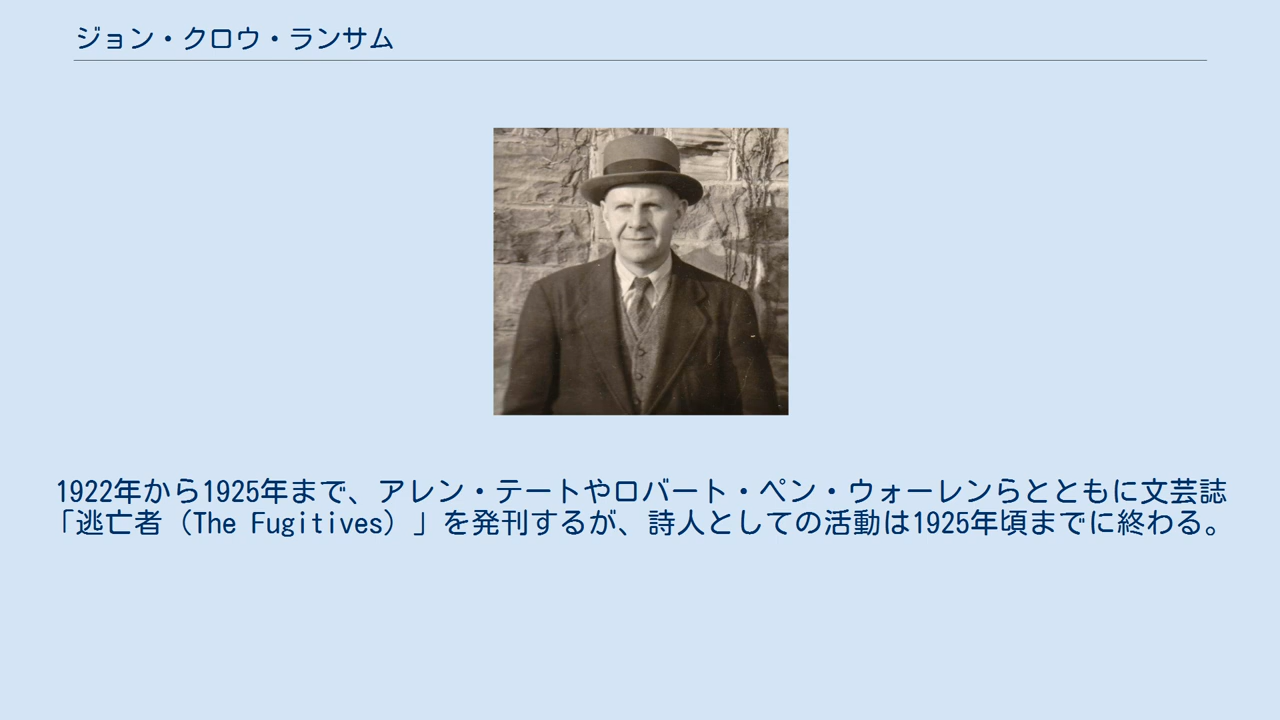 ジョン・クロウ・ランサム
1922年から1925年まで、アレン・テートやロバート・ペン・ウォーレンらとともに文芸誌
「逃亡者（The Fugitives）」を発刊するが、詩人としての活動は1925年頃までに終わる。